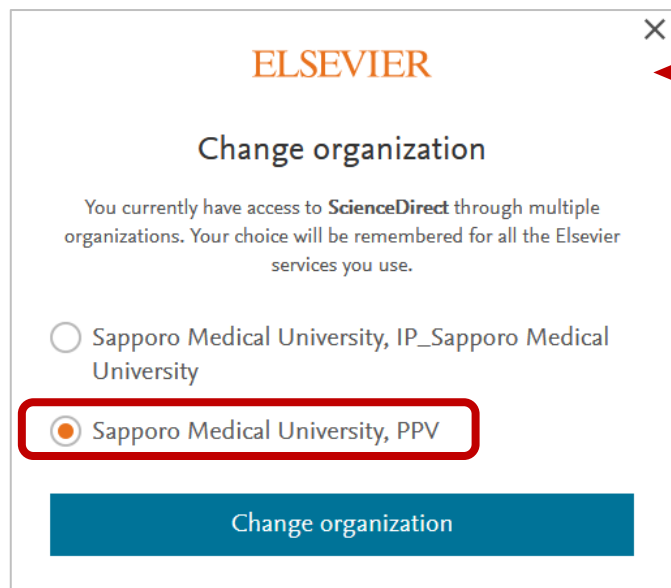 ELSEVIER
Change organization
You currently have access to ScienceDirect through multiple
organizations. Your choice will be remembered for all the Elsevier
services you use.
Sapporo Medical University, IP_Sapporo Medical
University
Sapporo Medical University, PPV
Change organization